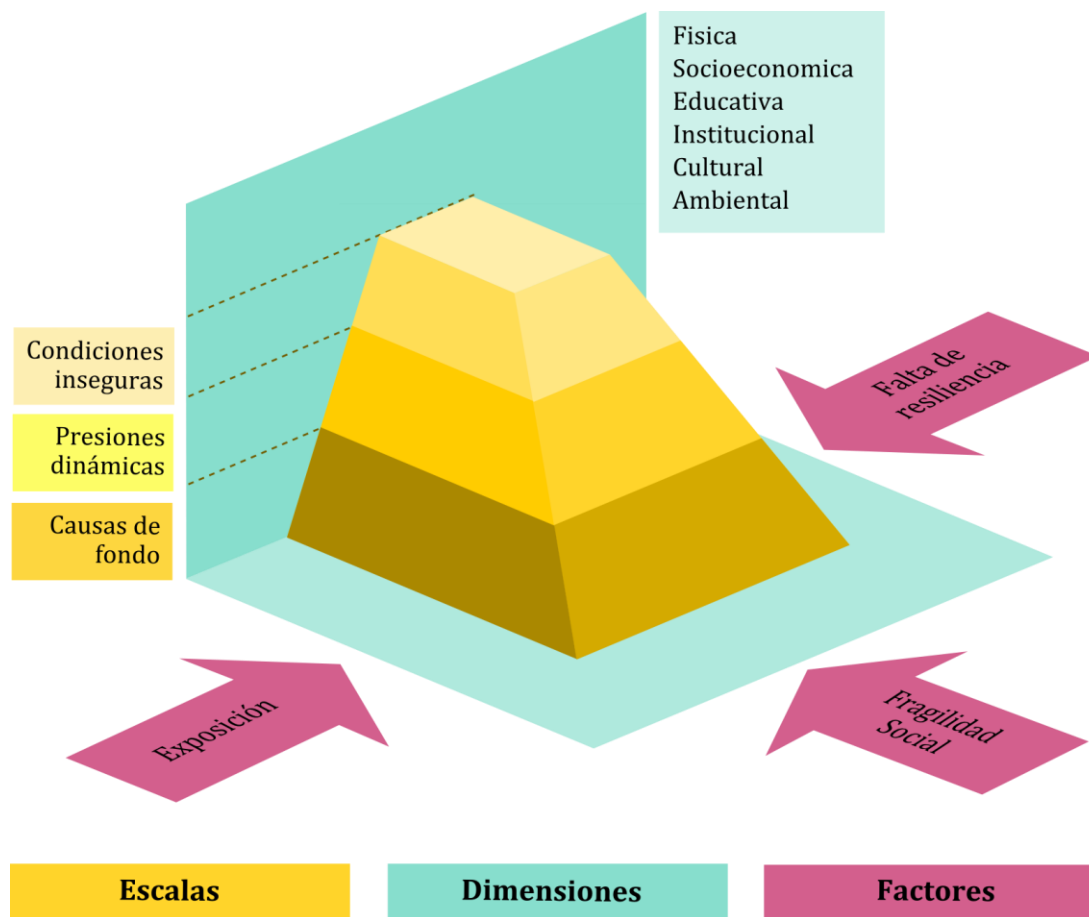 Fisica
Socioeconomica
Educativa
Institucional
Cultural
Ambiental
Condiciones
inseguras
Presiones
dinámicas
Causas de
fondo
Falta de
resiliencia
Exposición
Fragilidad
Social
Escalas
Dimensiones
Factores